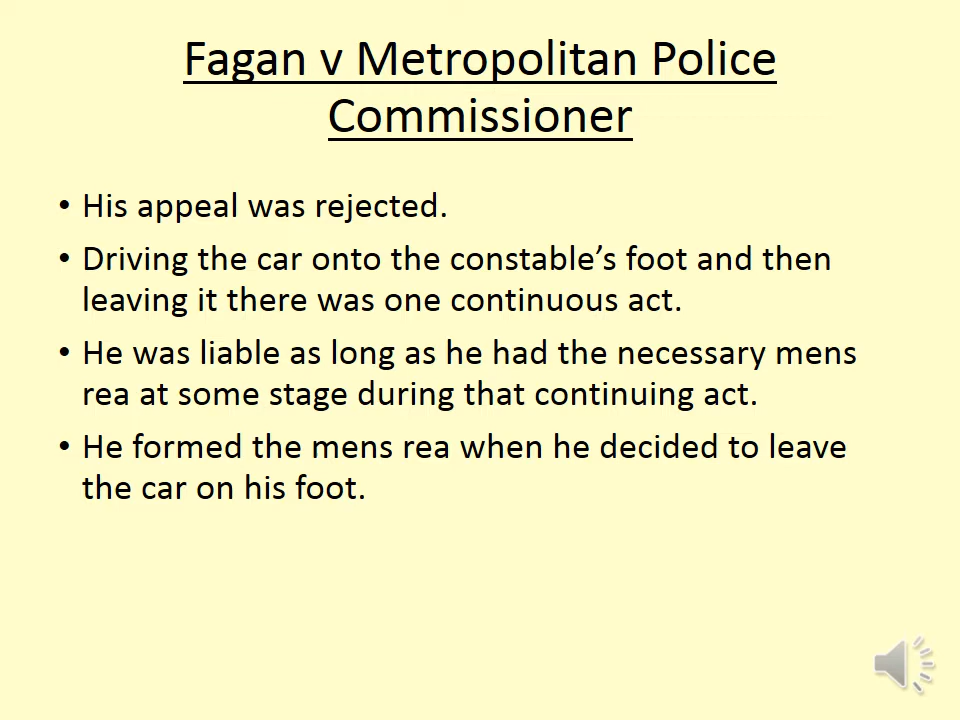 Fagan v Metropolitan Police
Commissioner
• His appeal was rejected.
• Driving the car onto the constable’s foot and then
leaving it there was one continuous act.
• He was liable as long as he had the necessary mens
rea at some stage during that continuing act.
• He formed the mens rea when he decided to leave
the car on his foot.